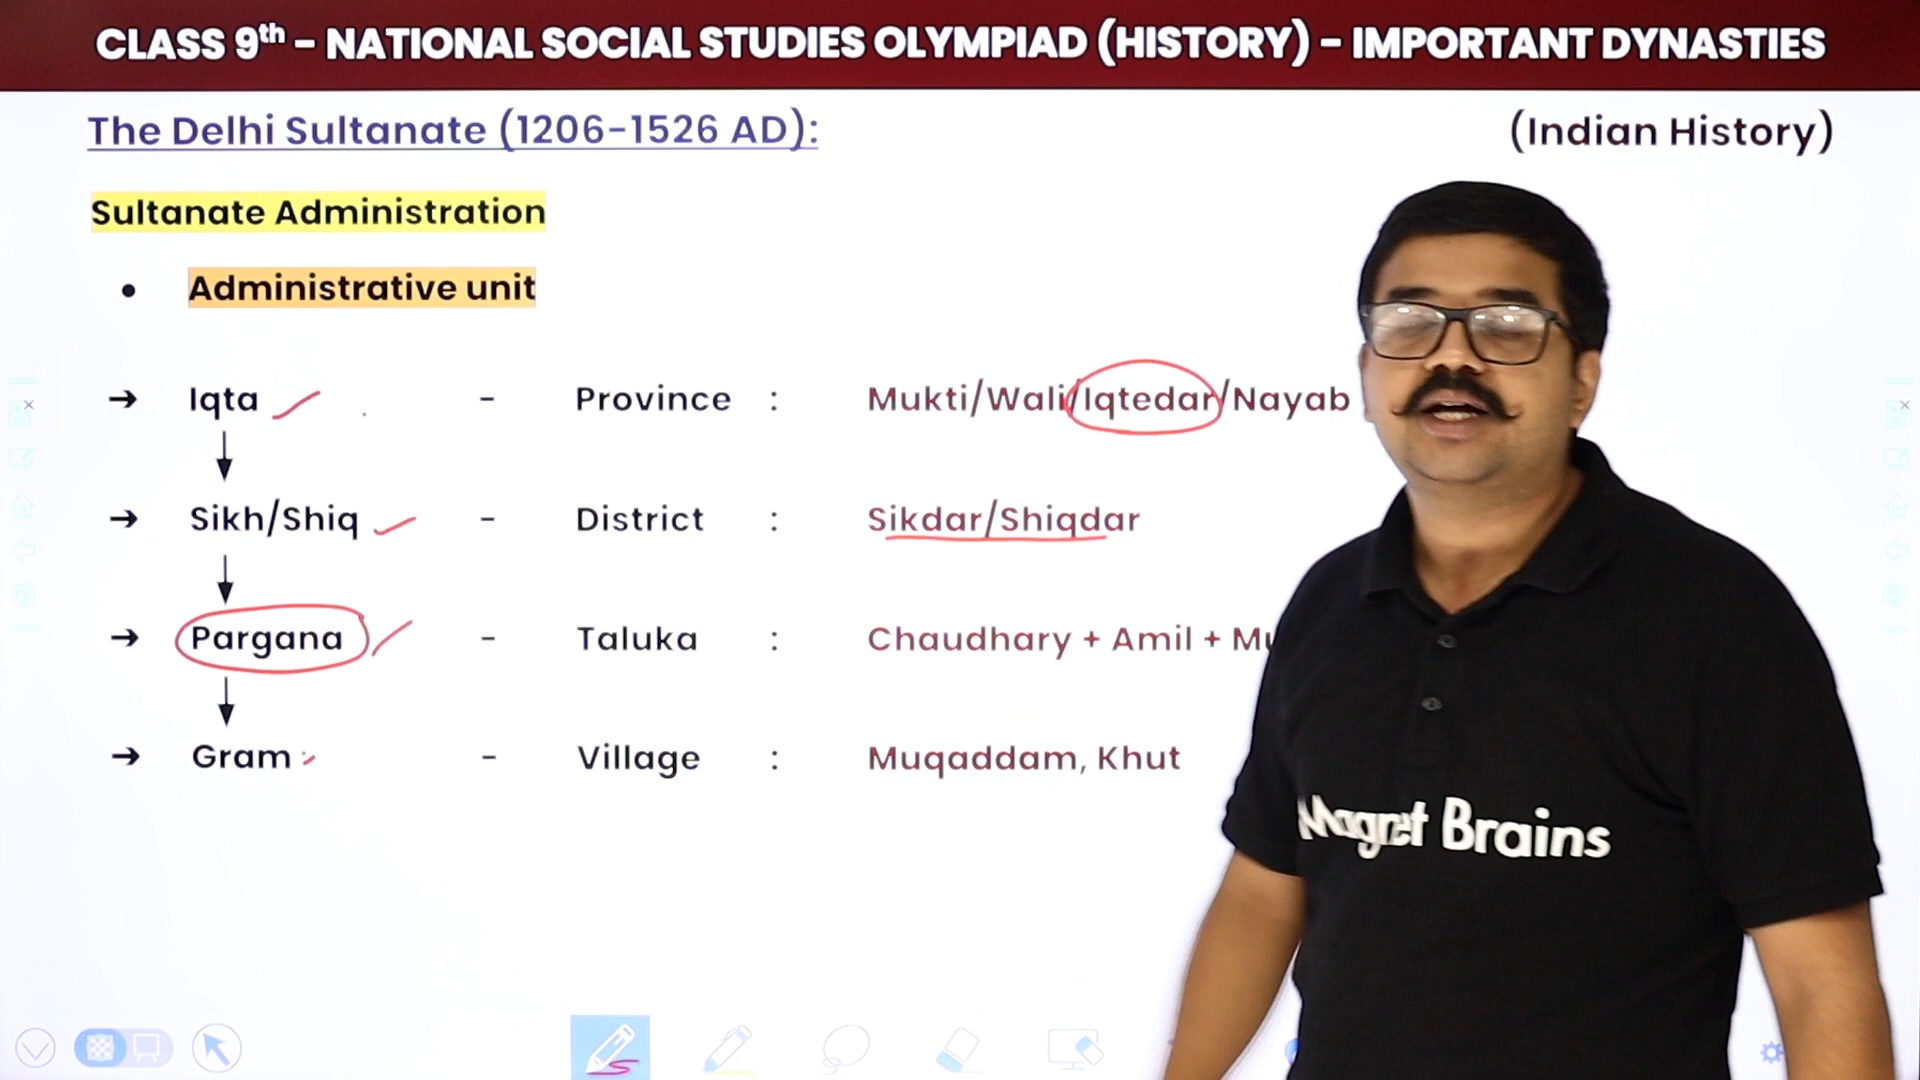 CLASS 9th - NATIONAL SOCIAL STUDIES OLYMPIAD (HISTORY) - IMPORTANT DYNASTIES
The Delhi Sultanate (1206-1526 AD): (Indian History)
Sultanate Administration
• Administrative unit
→ Iqta - Province : Mukti/Wali/Iqtedar/Nayab
→ Sikh/Shiq - District : Sikdar/Shiqdar
→ Pargana - Taluka : Chaudhary + Amil +
→ Gram - Village : Muqaddam, Khut
Magnet Brains